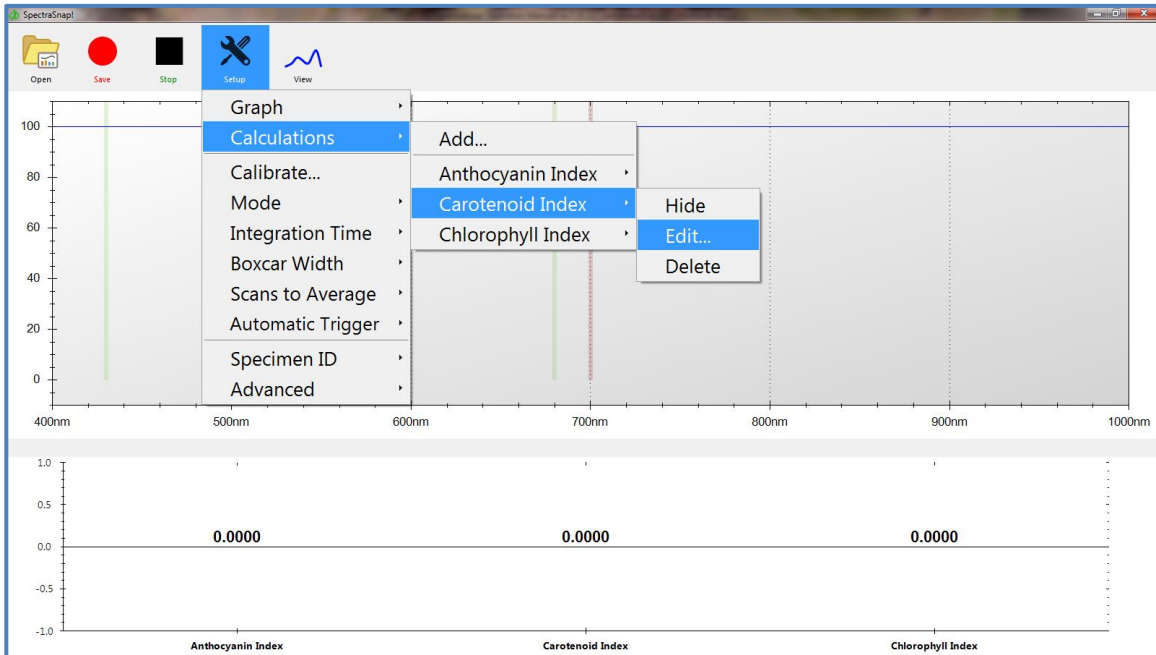 SpectraSnap!
Open Save Stop Setup View
Graph
100
Calculations Add...
80
Calibrate... Anthocyanin Index
Mode Carotenoid Index Hide
60
Integration Time Chlorophyll Index Edit...
Boxcar Width Delete
40
Scans to Average
20
Automatic Trigger
Specimen ID
0
Advanced
400nm 500nm 600nm 700nm 800nm 900nm 1000nm
1.0
0.5
0.0000 0.0000 0.0000
0.0
-0.5
-1.0
Anthocyanin Index Carotenoid Index Chlorophyll Index